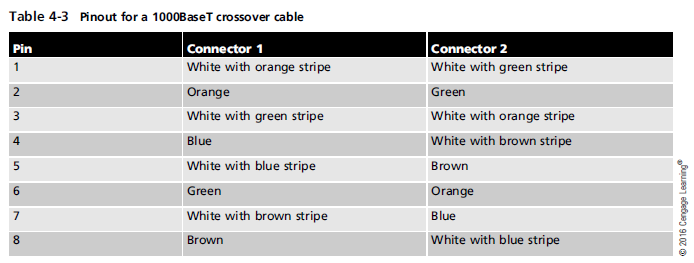 Table 4-3 Pinout for a 1000BaseT crossover cable
Pin Connector 1 Connector 2
1 White with orange stripe White with green stripe
2 Orange Green
3 White with green stripe White with orange stripe
4 Blue White with brown stripe
5 White with blue stripe Brown
6 Green Orange
7 White with brown stripe Blue
8 Brown White with blue stripe
© 2016 Cengage Learning®